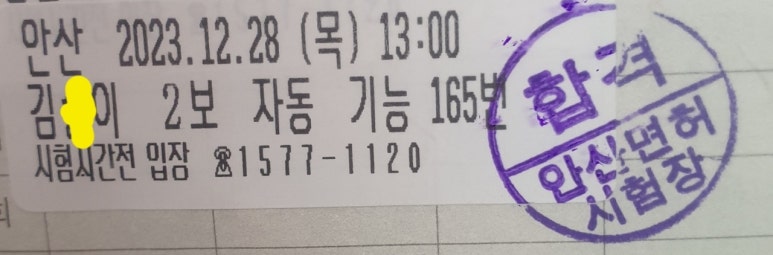 안산 2023.12.28 (목) 13:00
김 이 2보 자동 기능 165번
시험시간전 입장 ☎1577-1120
합격
안산면허
시험장